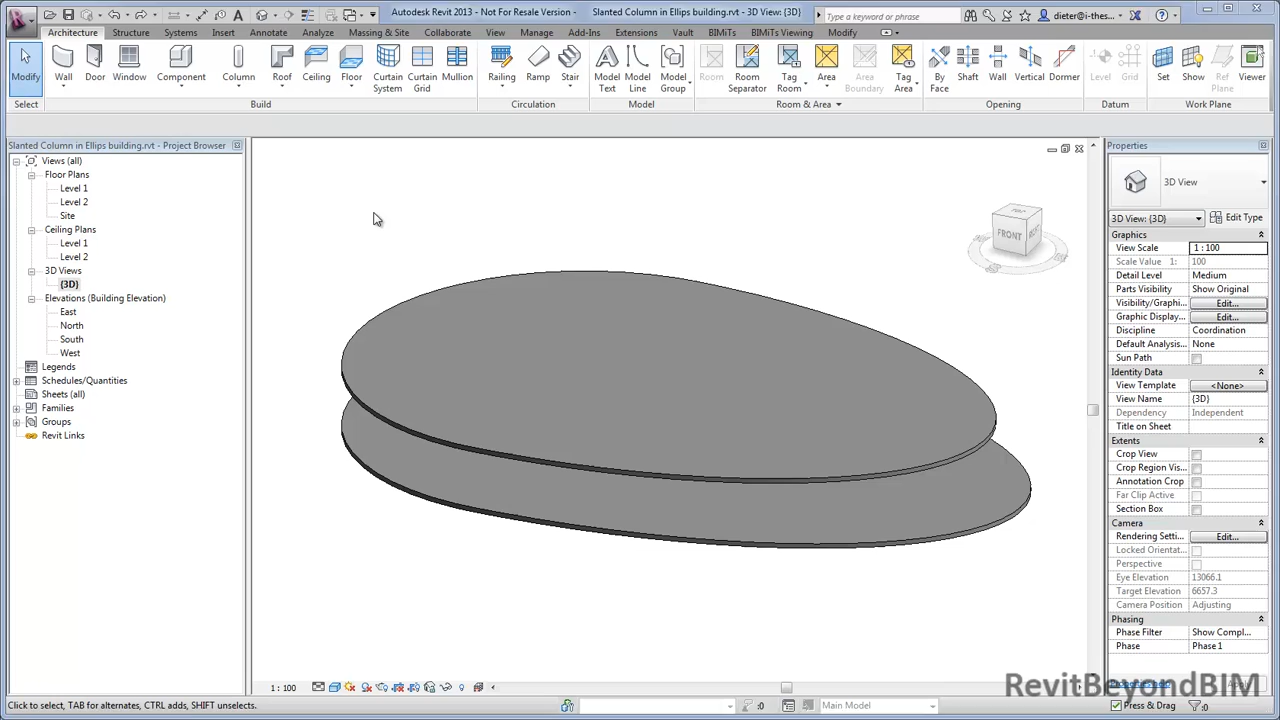 Autodesk Revit 2013 - Not For Resale Version - Slanted Column in Ellips building.rvt - 3D View: {3D}
Type a keyword or phrase
dieter@i-thes...
Architecture Structure Systems Insert Annotate Analyze Massing & Site Collaborate View Manage Add-Ins Extensions Vault BIMiTs BIMiTs Viewing Modify
Modify Wall Door Window Component Column Roof Ceiling Floor Curtain System Curtain Grid Mullion Railing Ramp Stair Model Text Model Line Model Group Room Room Separator Tag Room Area Area Boundary Tag Area By Face Shaft Wall Vertical Dormer Level Grid Set Show Ref Plane Viewer
Select Build Circulation Model Room & Area Opening Datum Work Plane
Slanted Column in Ellips building.rvt - Project Browser
Views (all)
Floor Plans
Level 1
Level 2
Site
Ceiling Plans
Level 1
Level 2
3D Views
{3D}
Elevations (Building Elevation)
East
North
South
West
Legends
Schedules/Quantities
Sheets (all)
Families
Groups
Revit Links
TOP
FRONT
RIGHT
Properties
3D View
3D View: {3D} Edit Type
Graphics
View Scale 1 : 100
Scale Value 1: 100
Detail Level Medium
Parts Visibility Show Original
Visibility/Graphi... Edit...
Graphic Display... Edit...
Discipline Coordination
Default Analysis... None
Sun Path
Identity Data
View Template <None>
View Name {3D}
Dependency Independent
Title on Sheet
Extents
Crop View
Crop Region Vis...
Annotation Crop
Far Clip Active
Section Box
Camera
Rendering Setti... Edit...
Locked Orientat...
Perspective
Eye Elevation 13066.1
Target Elevation 6657.3
Camera Position Adjusting
Phasing
Phase Filter Show Compl...
Phase Phase 1
RevitBeyondBIM
1 : 100
Click to select, TAB for alternates, CTRL adds, SHIFT unselects.
:0
Main Model
Press & Drag
:0